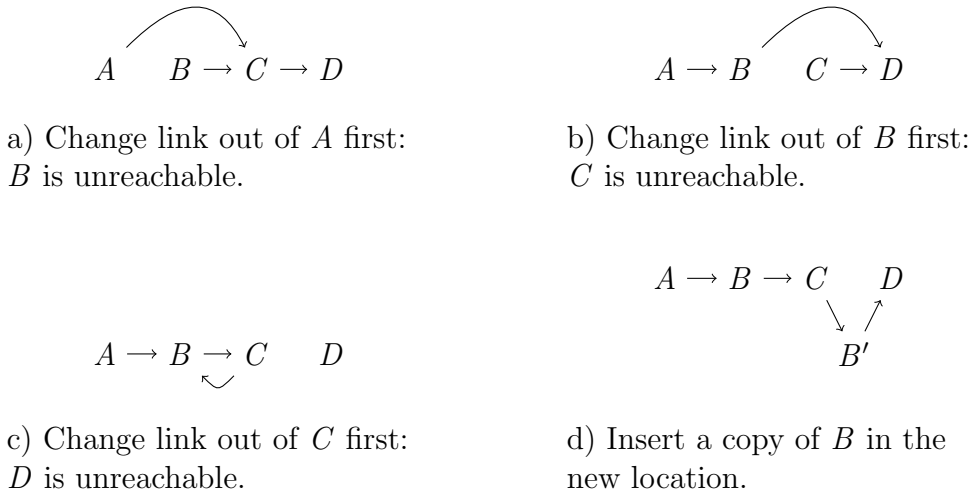 A B → C → D
a) Change link out of A first:
B is unreachable.
A → B C → D
b) Change link out of B first:
C is unreachable.
A → B → C D
c) Change link out of C first:
D is unreachable.
A → B → C D
B′
d) Insert a copy of B in the
new location.